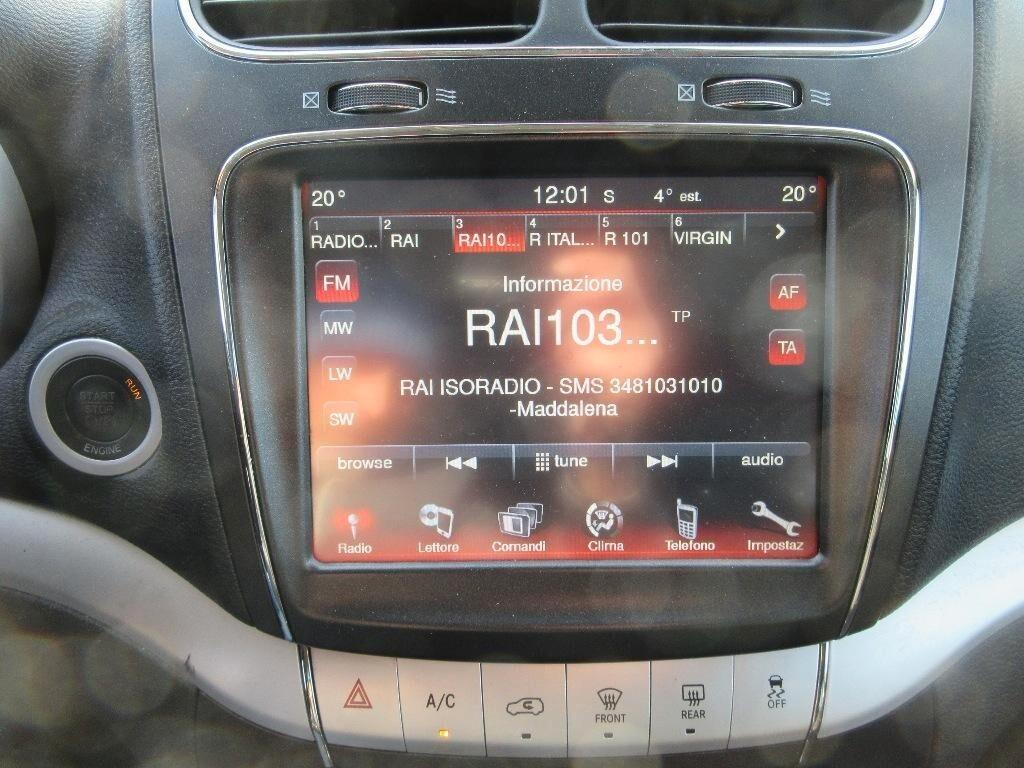 20° 12:01 S 4° est. 20°
1 2 3 4 5 6
RADIO... RAI RAI10... R ITAL... R 101 VIRGIN
FM
Informazione
AF
RAI103... TP
MW
TA
LW
RAI ISORADIO - SMS 3481031010
-Maddalena
SW
browse tune audio
Radio Lettore Comandi Clima Telefono Impostaz
RUN
START
STOP
ENGINE
A/C
FRONT
REAR
OFF